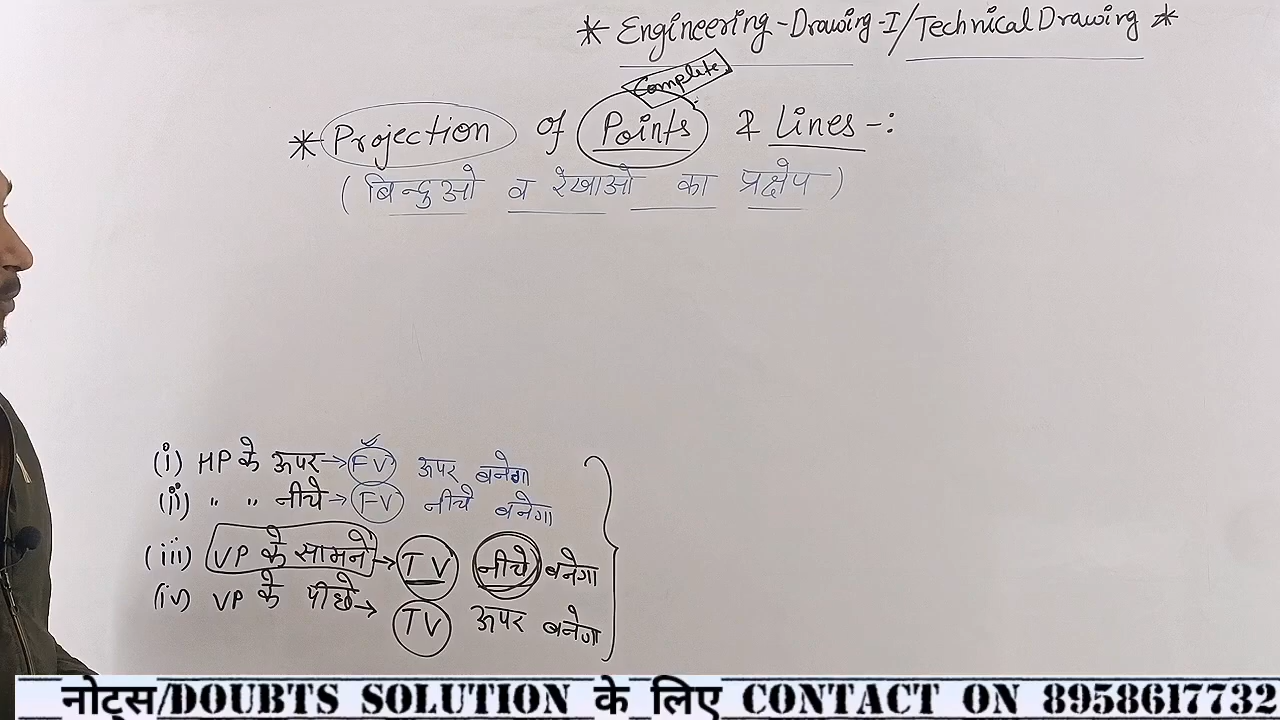 * Engineering-Drawing-I/Technical Drawing *
Complete
* Projection of Points & Lines -:
(बिन्दुओ व रेखाओ का प्रक्षेप)
(i) HP के ऊपर → FV ऊपर बनेगा
(ii) " " नीचे → FV नीचे बनेगा
(iii) VP के सामने → TV नीचे बनेगा
(iv) VP के पीछे → TV ऊपर बनेगा
नोट्स/DOUBTS SOLUTION के लिए CONTACT ON 8958617732